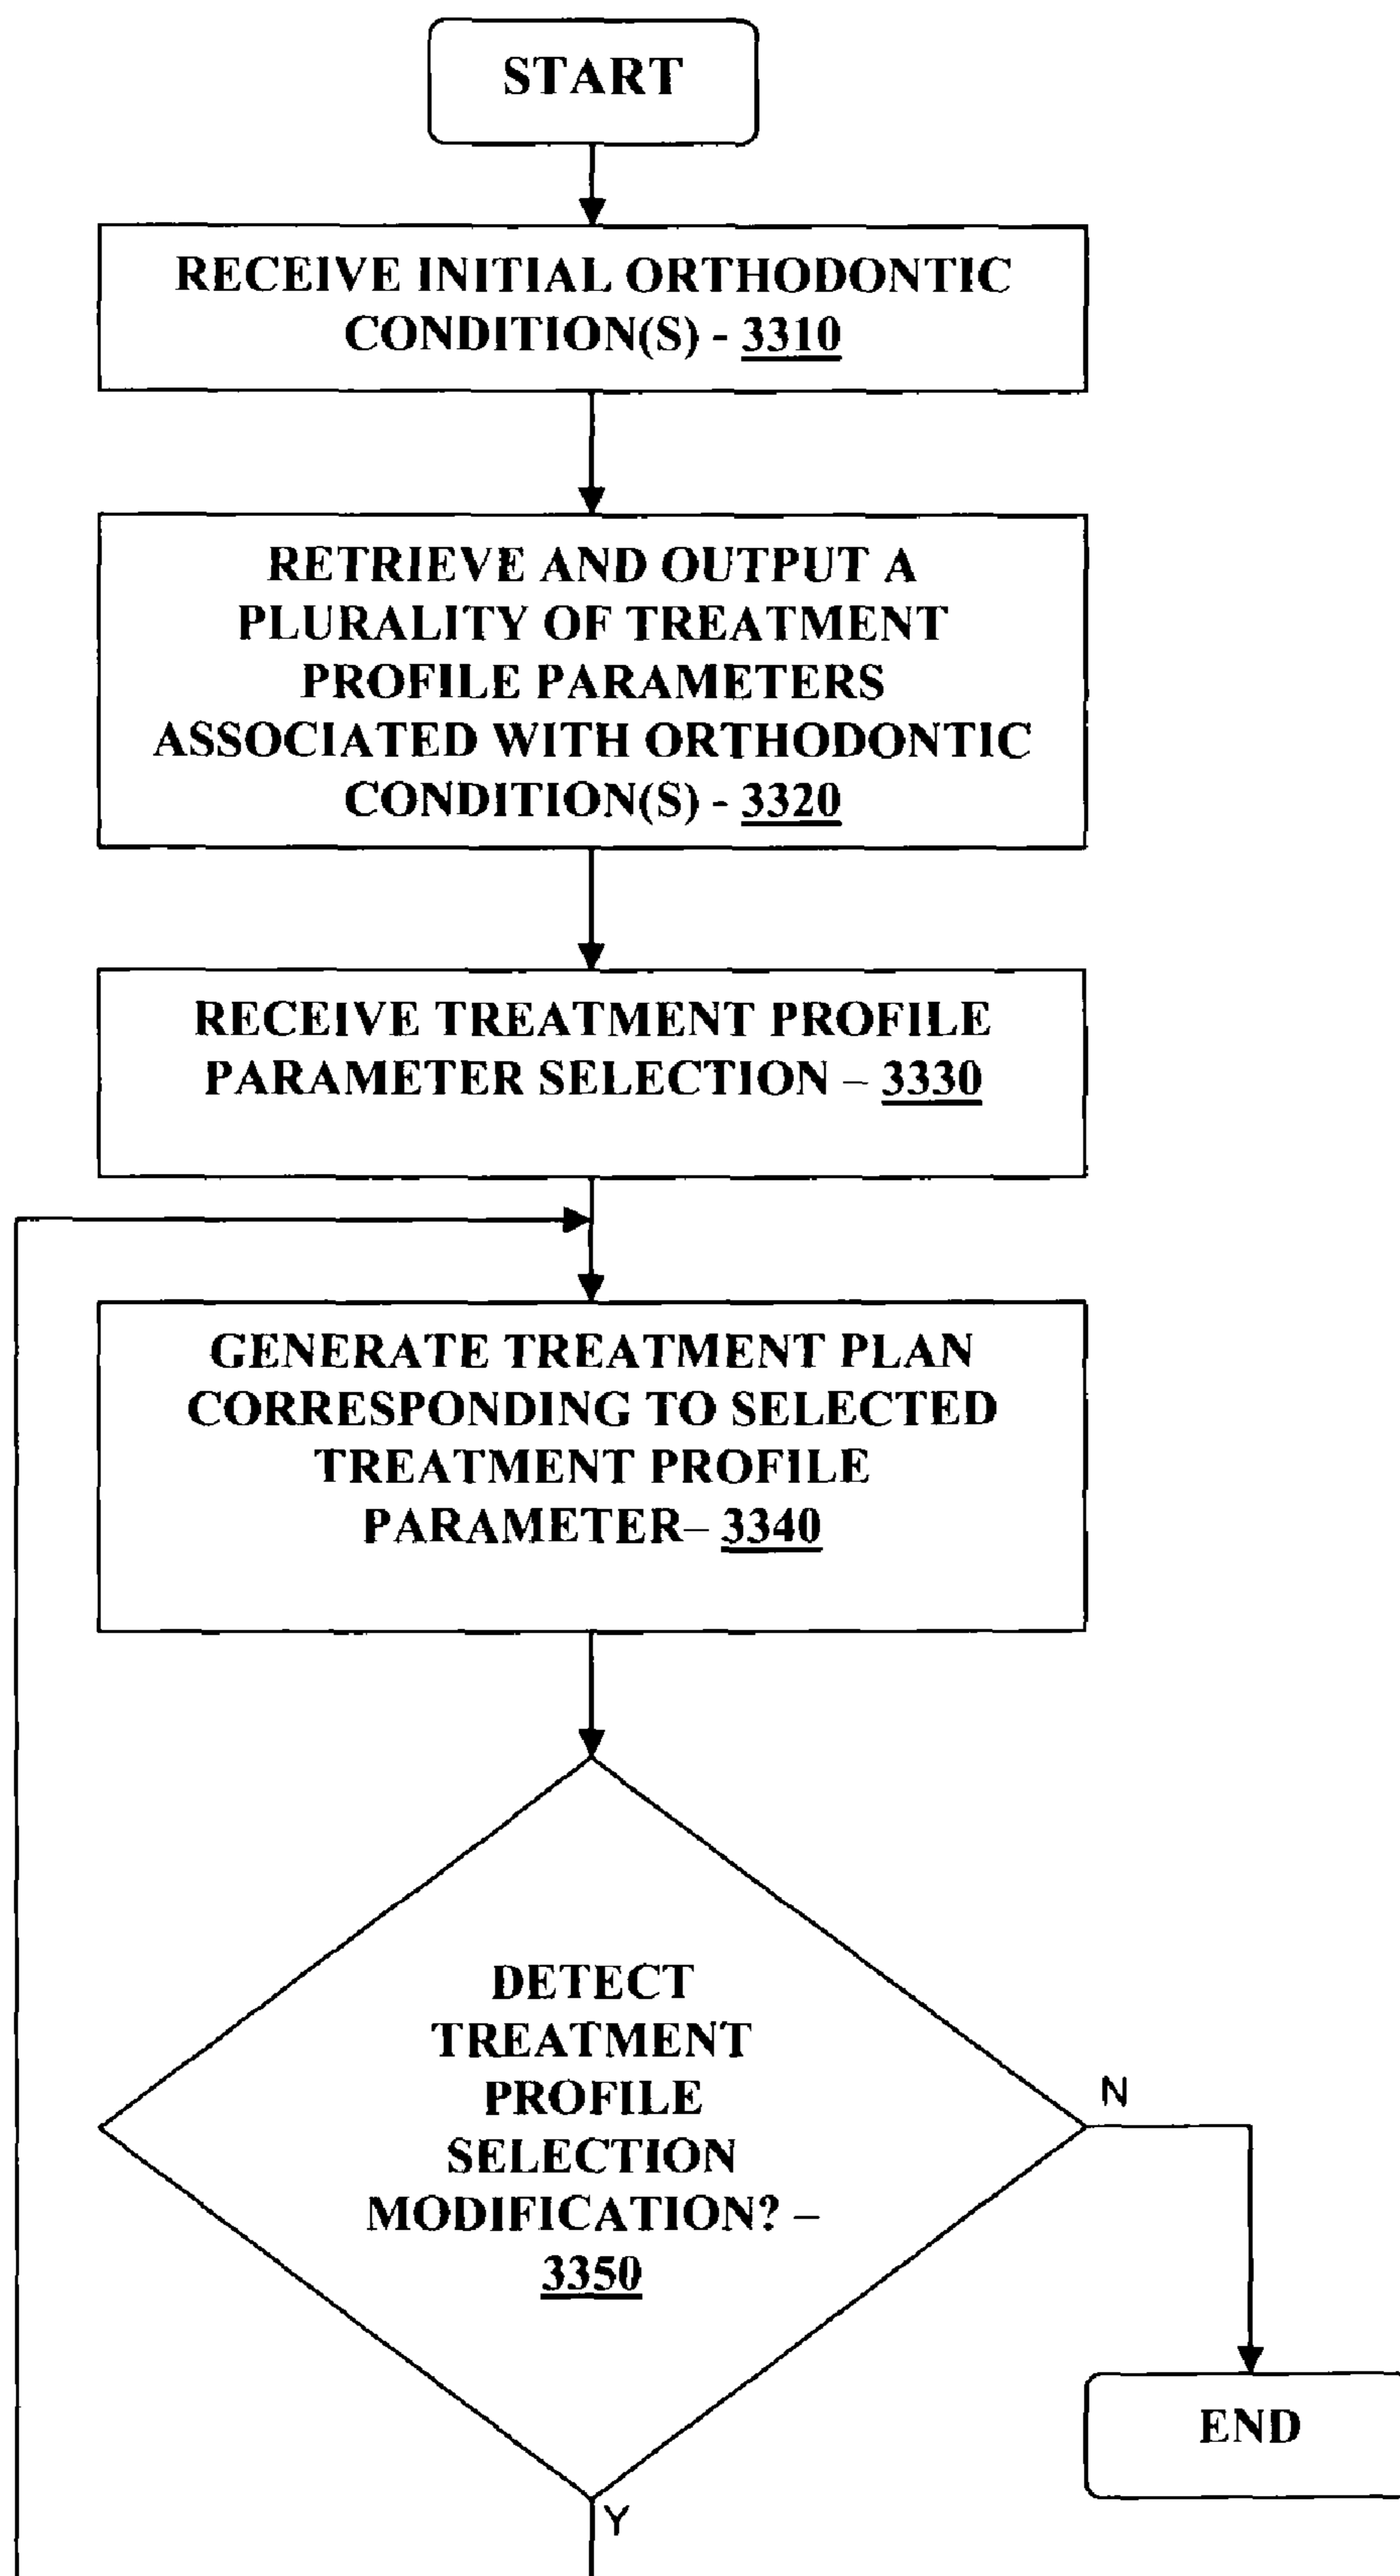 START
RECEIVE INITIAL ORTHODONTIC
CONDITION(S) - 3310
RETRIEVE AND OUTPUT A
PLURALITY OF TREATMENT
PROFILE PARAMETERS
ASSOCIATED WITH ORTHODONTIC
CONDITION(S) - 3320
RECEIVE TREATMENT PROFILE
PARAMETER SELECTION – 3330
GENERATE TREATMENT PLAN
CORRESPONDING TO SELECTED
TREATMENT PROFILE
PARAMETER– 3340
DETECT
TREATMENT
PROFILE
SELECTION
MODIFICATION? –
3350
N
END
Y